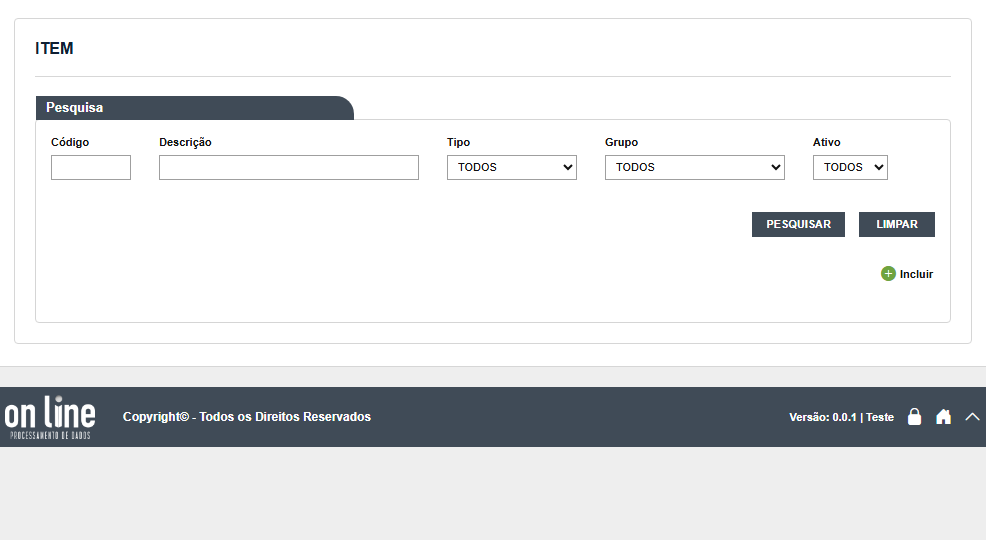 ITEM
Pesquisa
Código Descrição Tipo Grupo Ativo
TODOS TODOS TODOS
PESQUISAR LIMPAR
Incluir
on line
PROCESSAMENTO DE DADOS
Copyright© - Todos os Direitos Reservados
Versão: 0.0.1 | Teste